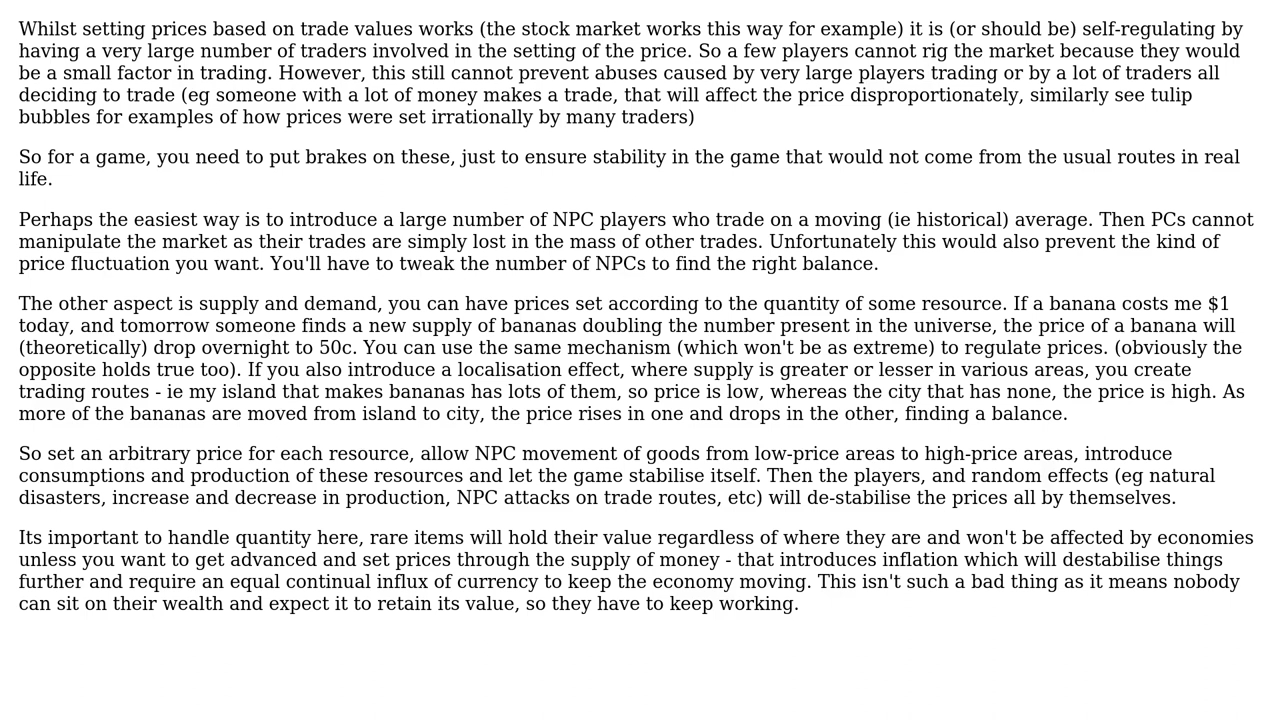 Whilst setting prices based on trade values works (the stock market works this way for example) it is (or should be) self-regulating by
having a very large number of traders involved in the setting of the price. So a few players cannot rig the market because they would
be a small factor in trading. However, this still cannot prevent abuses caused by very large players trading or by a lot of traders all
deciding to trade (eg someone with a lot of money makes a trade, that will affect the price disproportionately, similarly see tulip
bubbles for examples of how prices were set irrationally by many traders)
So for a game, you need to put brakes on these, just to ensure stability in the game that would not come from the usual routes in real
life.
Perhaps the easiest way is to introduce a large number of NPC players who trade on a moving (ie historical) average. Then PCs cannot
manipulate the market as their trades are simply lost in the mass of other trades. Unfortunately this would also prevent the kind of
price fluctuation you want. You'll have to tweak the number of NPCs to find the right balance.
The other aspect is supply and demand, you can have prices set according to the quantity of some resource. If a banana costs me $1
today, and tomorrow someone finds a new supply of bananas doubling the number present in the universe, the price of a banana will
(theoretically) drop overnight to 50c. You can use the same mechanism (which won't be as extreme) to regulate prices. (obviously the
opposite holds true too). If you also introduce a localisation effect, where supply is greater or lesser in various areas, you create
trading routes - ie my island that makes bananas has lots of them, so price is low, whereas the city that has none, the price is high. As
more of the bananas are moved from island to city, the price rises in one and drops in the other, finding a balance.
So set an arbitrary price for each resource, allow NPC movement of goods from low-price areas to high-price areas, introduce
consumptions and production of these resources and let the game stabilise itself. Then the players, and random effects (eg natural
disasters, increase and decrease in production, NPC attacks on trade routes, etc) will de-stabilise the prices all by themselves.
Its important to handle quantity here, rare items will hold their value regardless of where they are and won't be affected by economies
unless you want to get advanced and set prices through the supply of money - that introduces inflation which will destabilise things
further and require an equal continual influx of currency to keep the economy moving. This isn't such a bad thing as it means nobody
can sit on their wealth and expect it to retain its value, so they have to keep working.